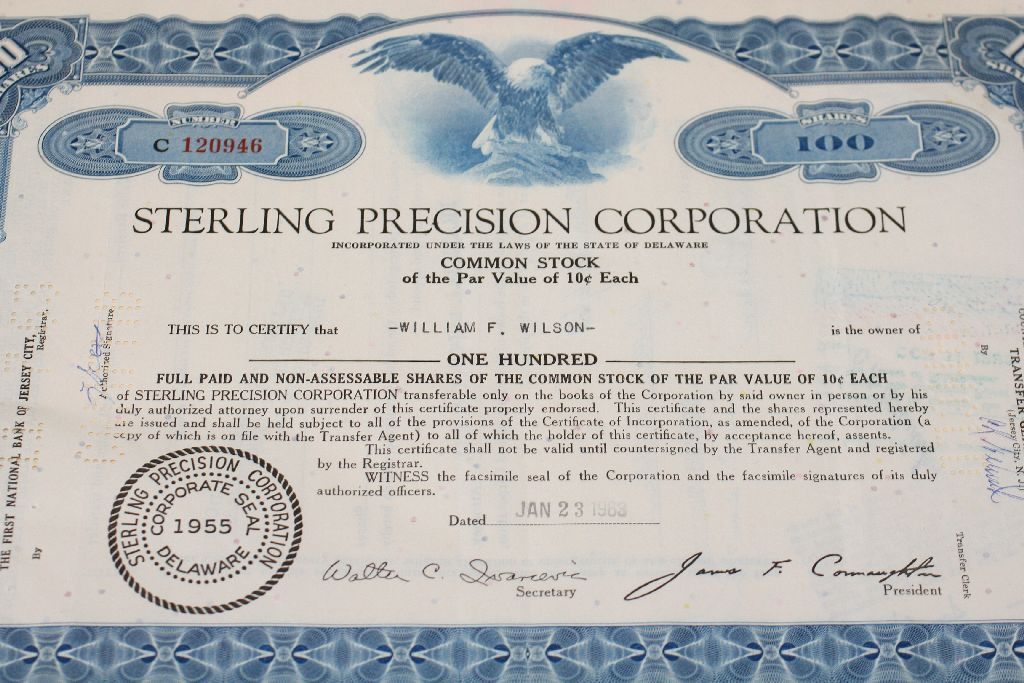 NUMBER
C 120946
SHARES
100
STERLING PRECISION CORPORATION
INCORPORATED UNDER THE LAWS OF THE STATE OF DELAWARE
COMMON STOCK
of the Par Value of 10¢ Each
THIS IS TO CERTIFY that -WILLIAM F. WILSON- is the owner of
ONE HUNDRED
FULL PAID AND NON-ASSESSABLE SHARES OF THE COMMON STOCK OF THE PAR VALUE OF 10¢ EACH
of STERLING PRECISION CORPORATION transferable only on the books of the Corporation by said owner in person or by his
duly authorized attorney upon surrender of this certificate properly endorsed. This certificate and the shares represented hereby
are issued and shall be held subject to all of the provisions of the Certificate of Incorporation, as amended, of the Corporation (a
copy of which is on file with the Transfer Agent) to all of which the holder of this certificate, by acceptance hereof, assents.
This certificate shall not be valid until countersigned by the Transfer Agent and registered
by the Registrar.
WITNESS the facsimile seal of the Corporation and the facsimile signatures of its duly
authorized officers.
Dated JAN 23 1963
Walter C.
Secretary
James F. Connaughton
President
STERLING PRECISION CORPORATION
CORPORATE SEAL
1955
DELAWARE
THE FIRST NATIONAL BANK OF JERSEY CITY,
Registrar,
By
Authorized Signature
TRANSFER
(Jersey City, N.J.)
By
Transfer Clerk